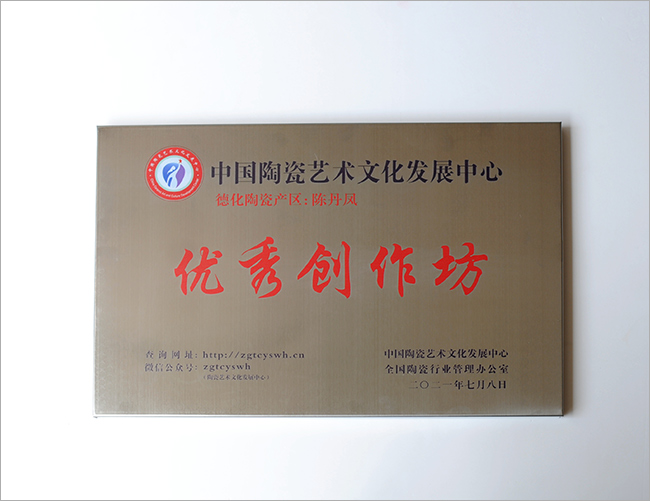 中国陶瓷艺术文化发展中心
德化陶瓷产区:陈丹凤
优秀创作坊
查询网址: http://zgtcyswh.cn
微信公众号: zgtcyswh
(陶瓷艺术文化发展中心)
中国陶瓷艺术文化发展中心
全国陶瓷行业管理办公室
二〇二一年七月八日